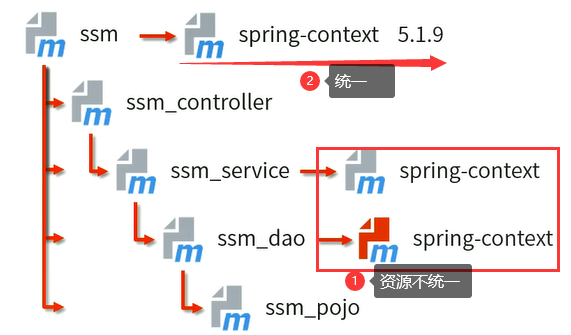 ssm spring-context 5.1.9
2 统一
ssm_controller
ssm_service spring-context
ssm_dao spring-context
1 资源不统一
ssm_pojo